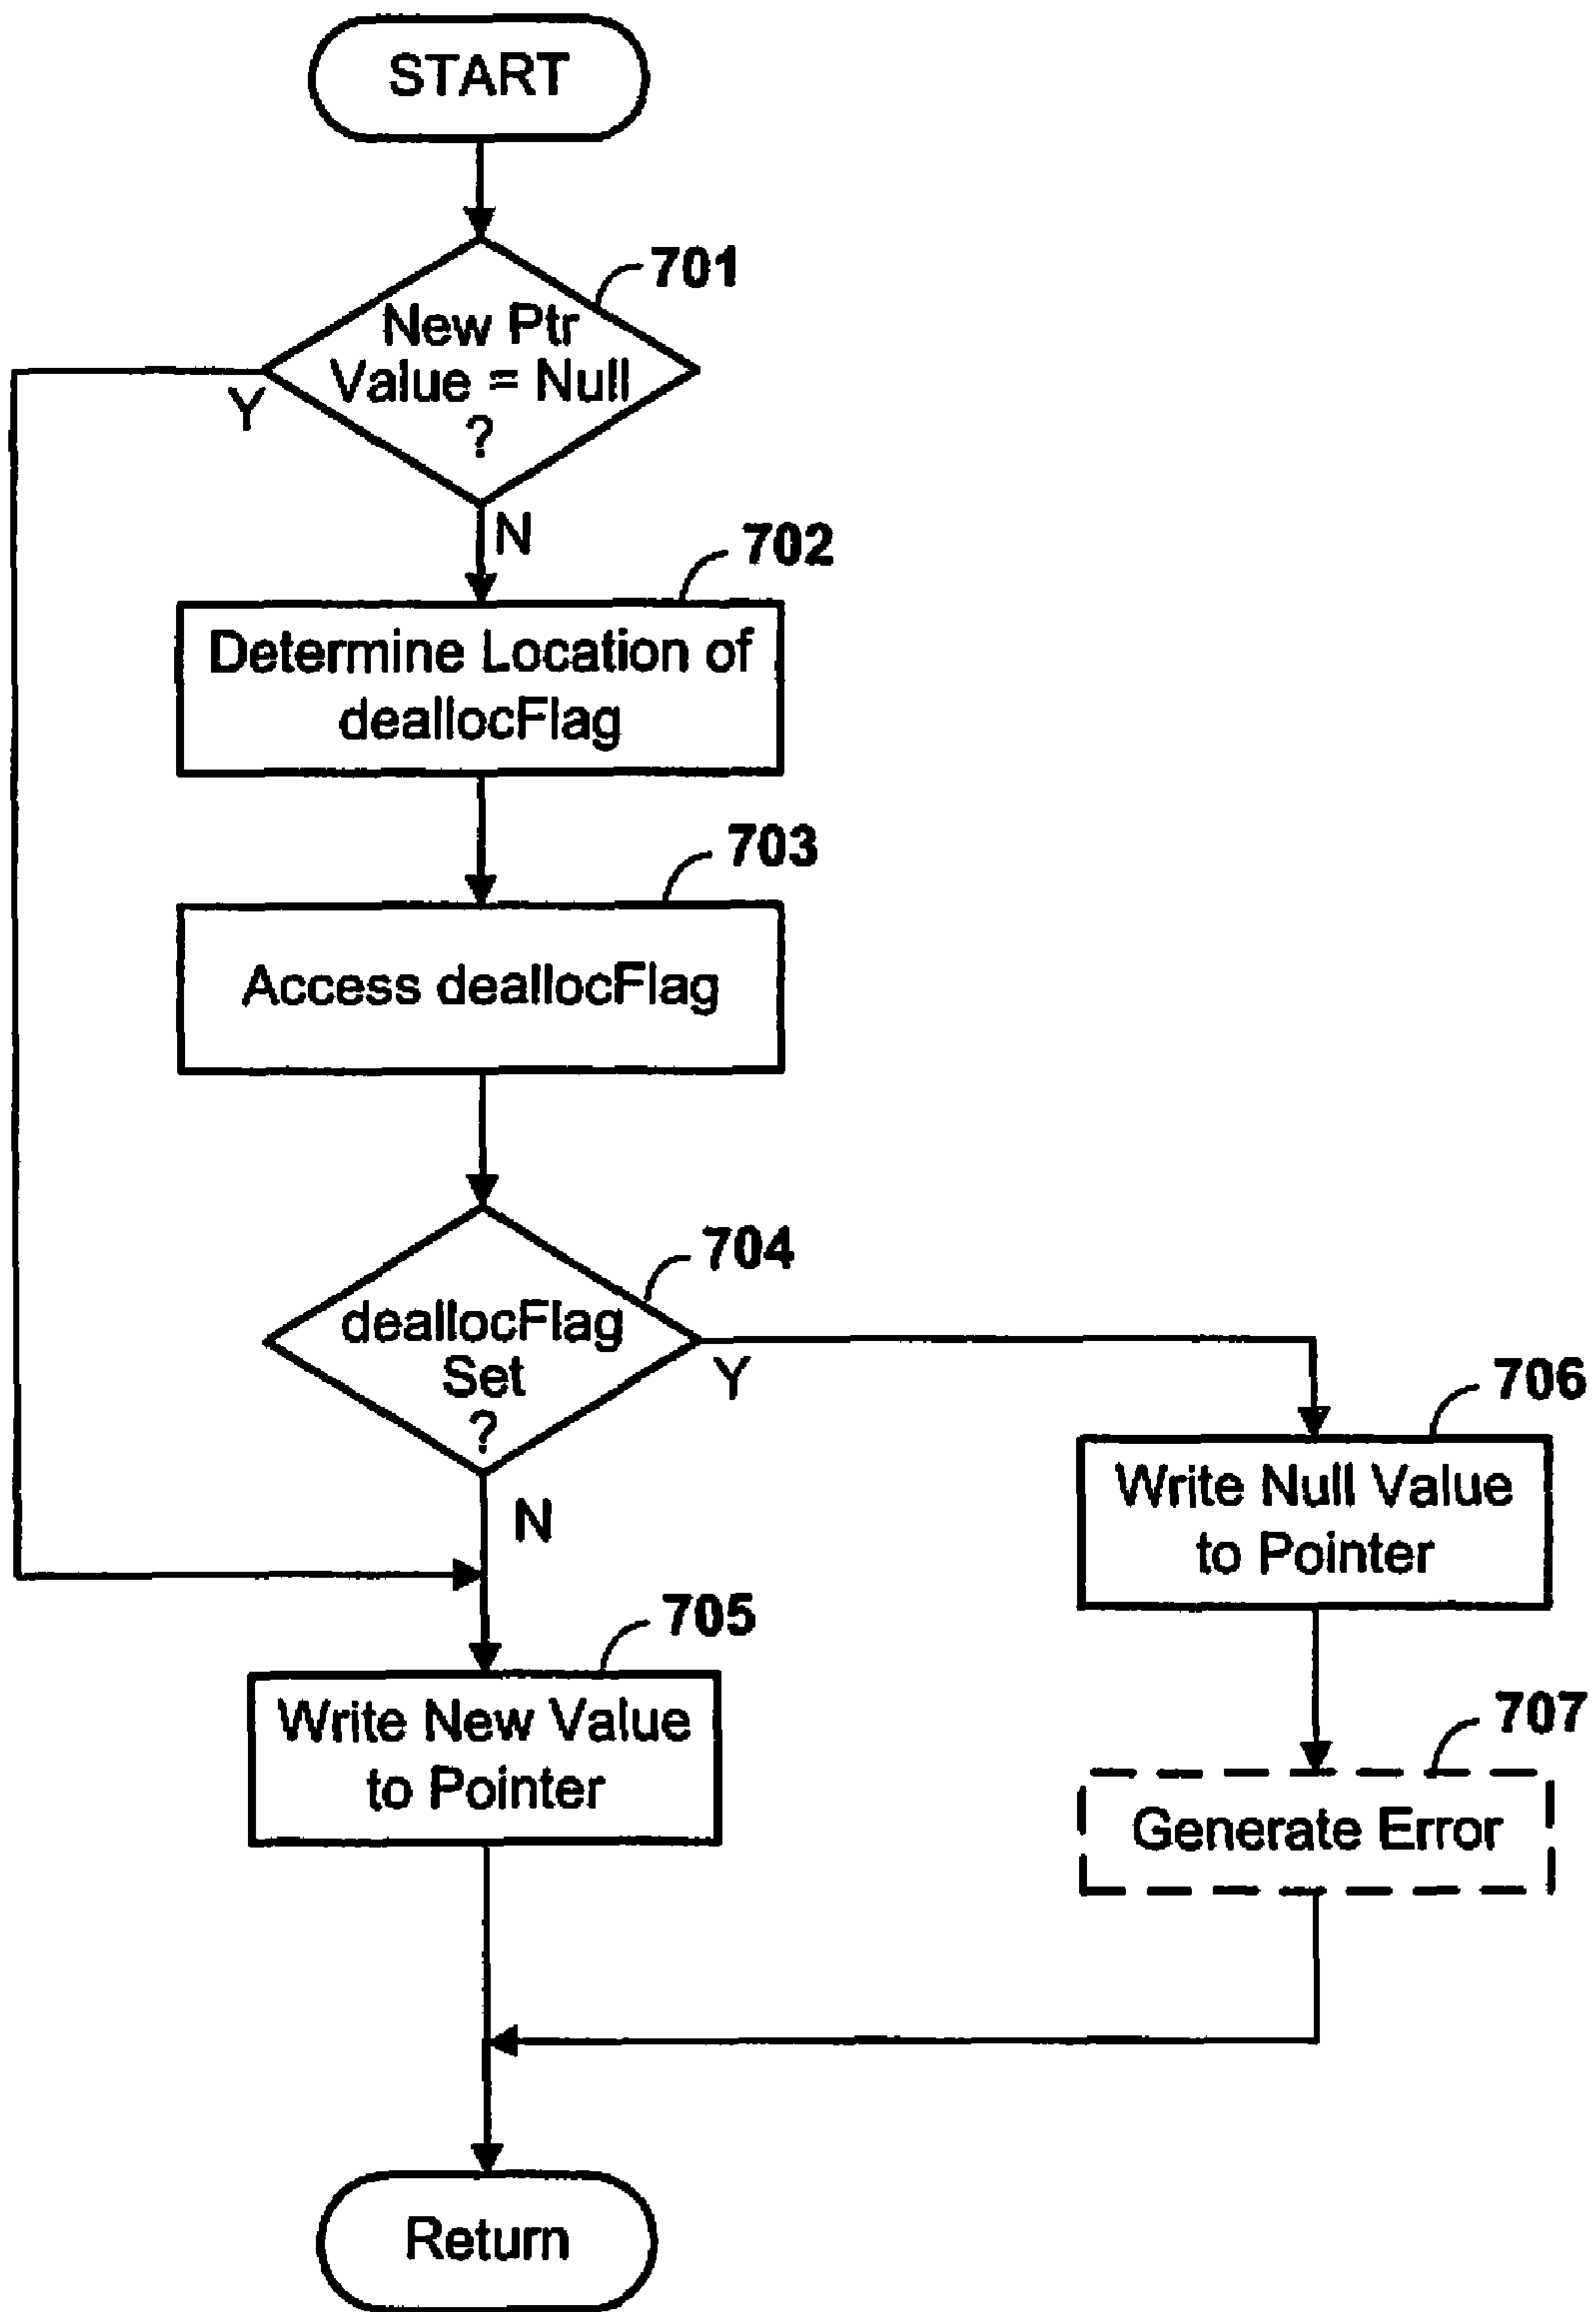 START
701
New Ptr
Value = Null
?
Y
N
702
Determine Location of
deallocFlag
703
Access deallocFlag
704
deallocFlag
Set
?
Y
N
706
Write Null Value
to Pointer
705
Write New Value
to Pointer
707
Generate Error
Return